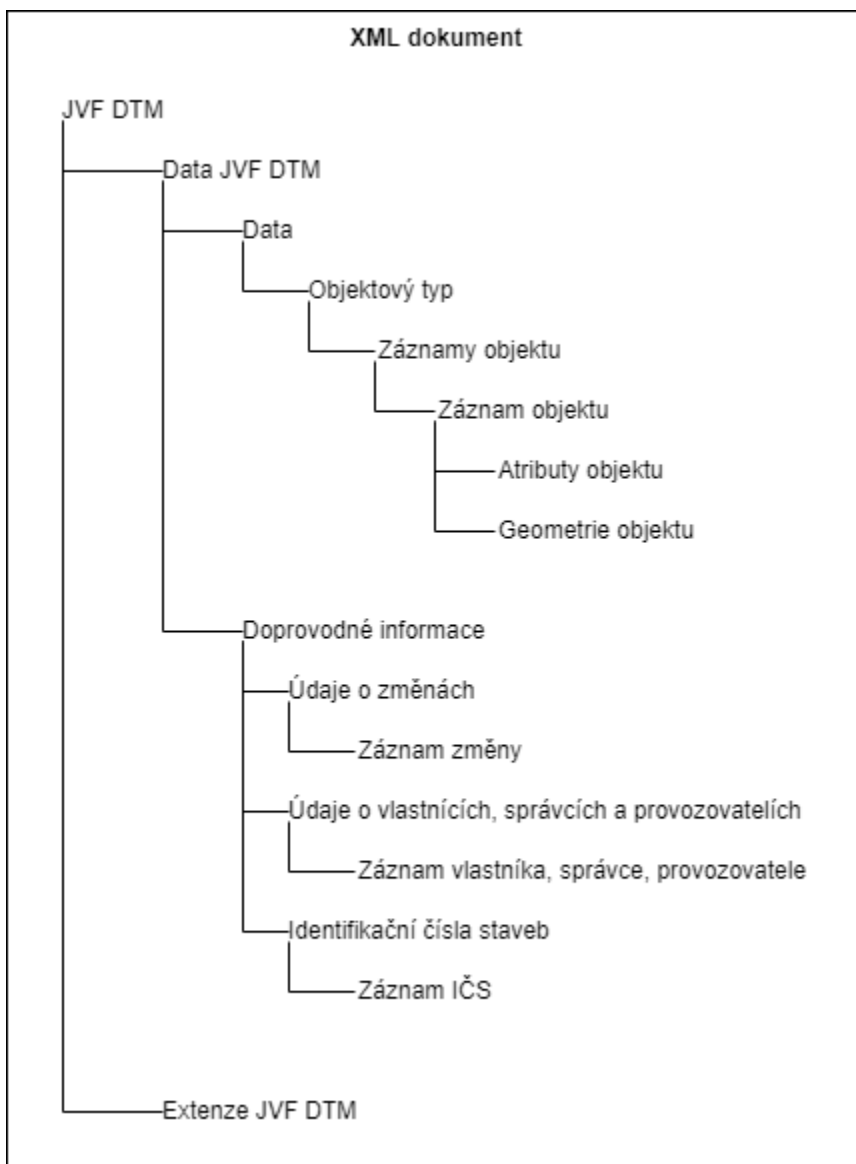 XML dokument
JVF DTM
Data JVF DTM
Data
Objektový typ
Záznamy objektu
Záznam objektu
Atributy objektu
Geometrie objektu
Doprovodné informace
Údaje o změnách
Záznam změny
Údaje o vlastnících, správcích a provozovatelích
Záznam vlastníka, správce, provozovatele
Identifikační čísla staveb
Záznam IČS
Extenze JVF DTM